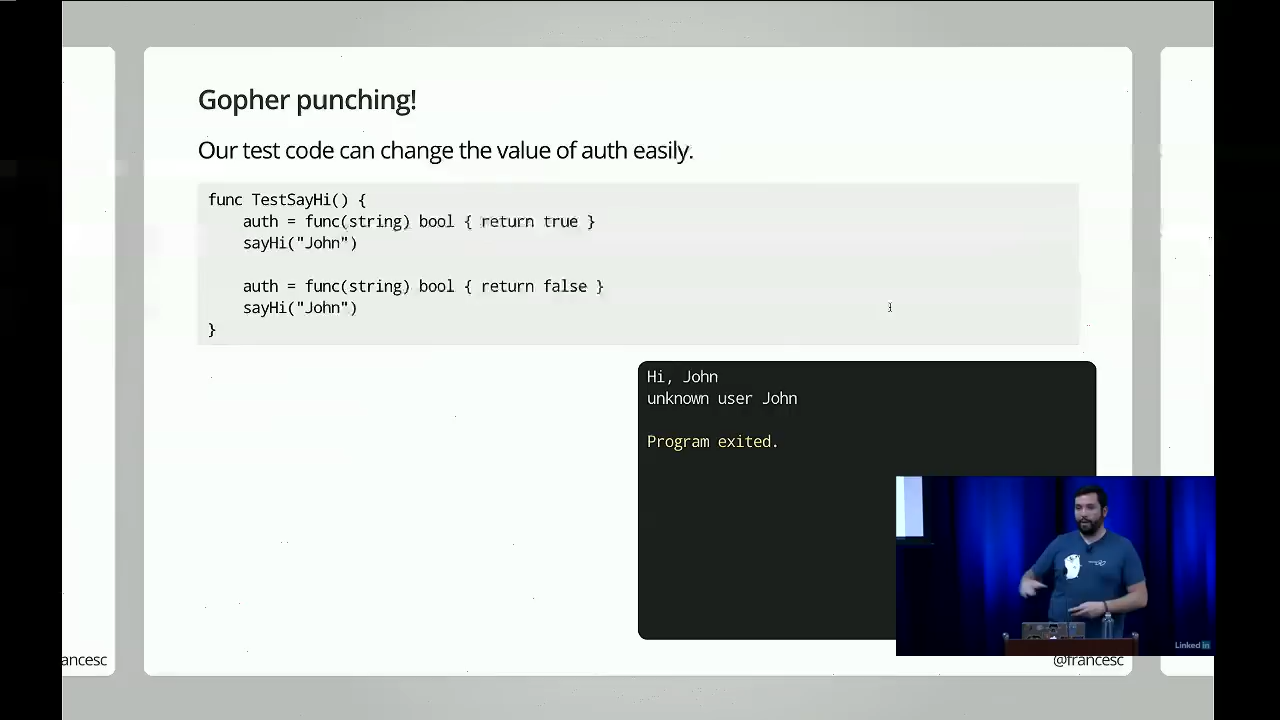 Gopher punching!
Our test code can change the value of auth easily.
func TestSayHi() {
    auth = func(string) bool { return true }
    sayHi("John")
    auth = func(string) bool { return false }
    sayHi("John")
}
Hi, John
unknown user John
Program exited.
LinkedIn
ancesc
@francesc